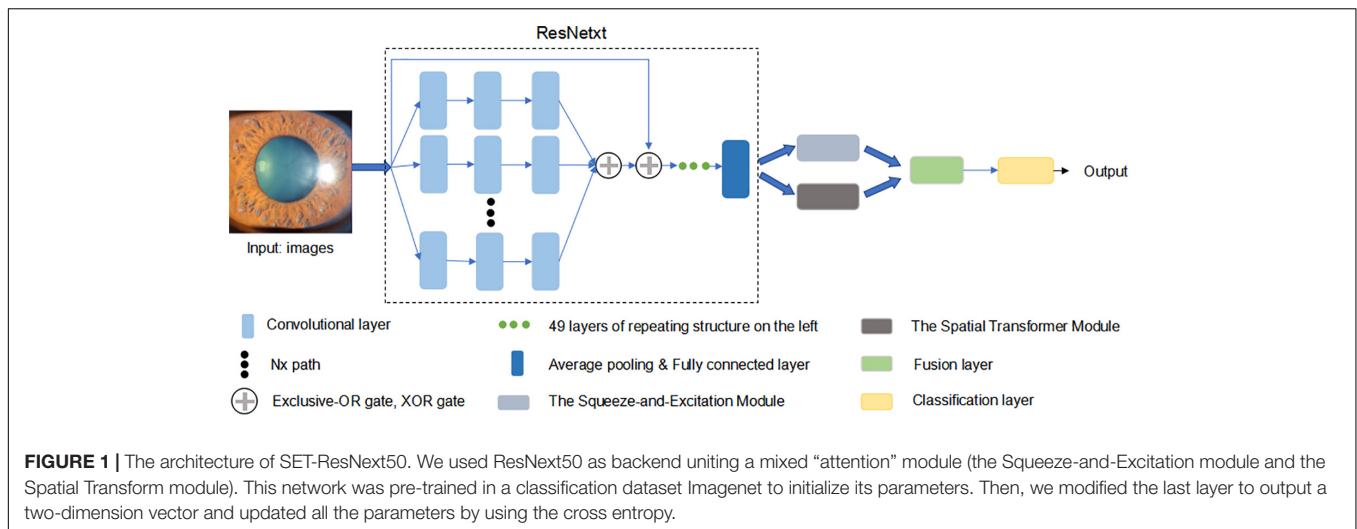 ResNetxt
Input: images
Output
Convolutional layer
49 layers of repeating structure on the left
The Spatial Transformer Module
Nx path
Average pooling & Fully connected layer
Fusion layer
Exclusive-OR gate, XOR gate
The Squeeze-and-Excitation Module
Classification layer
FIGURE 1 | The architecture of SET-ResNext50. We used ResNext50 as backend uniting a mixed “attention” module (the Squeeze-and-Excitation module and the
Spatial Transform module). This network was pre-trained in a classification dataset Imagenet to initialize its parameters. Then, we modified the last layer to output a
two-dimension vector and updated all the parameters by using the cross entropy.